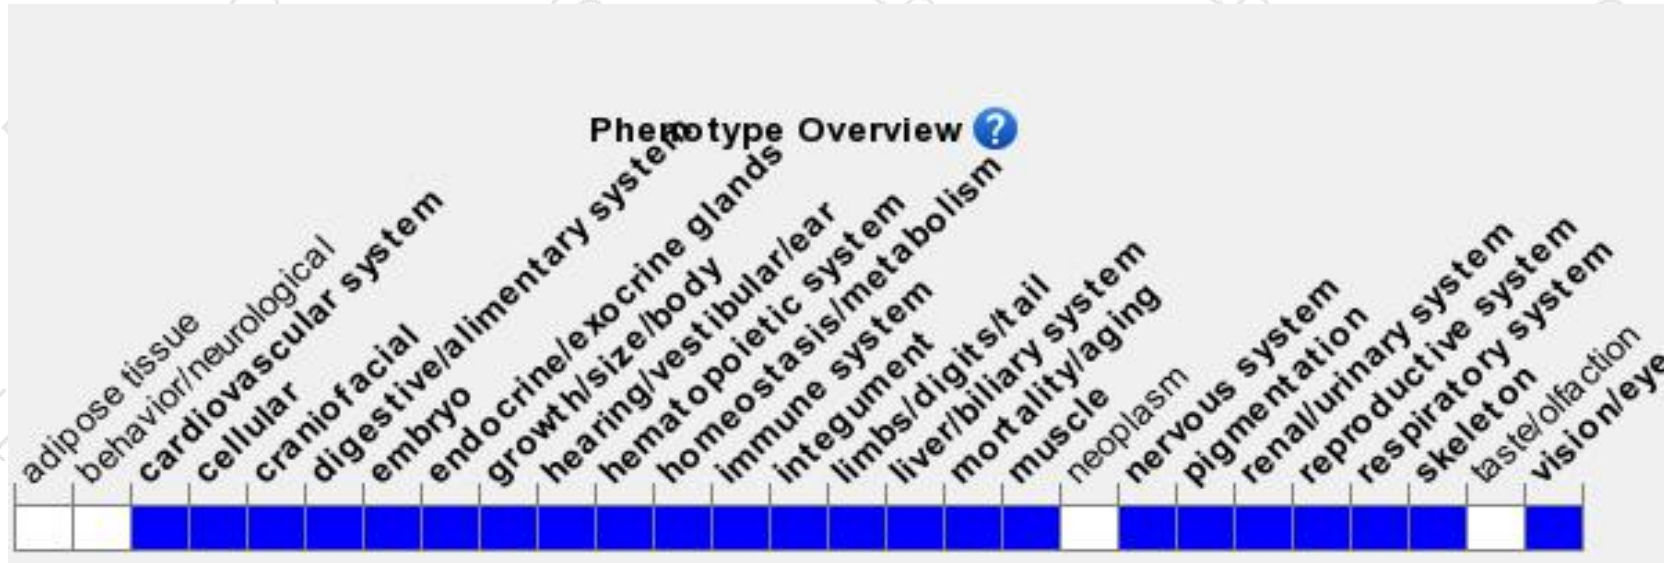 Phenotype Overview ?
adipose tissue
behavior/neurological
cardiovascular system
cellular
craniofacial
digestive/alimentary system
embryo
endocrine/exocrine glands
growth/size/body
hearing/vestibular/ear
hematopoietic system
homeostasis/metabolism
immune system
integument
limbs/digits/tail
liver/biliary system
mortality/aging
muscle
neoplasm
nervous system
pigmentation
renal/urinary system
reproductive system
respiratory system
skeleton
taste/olfaction
vision/eye